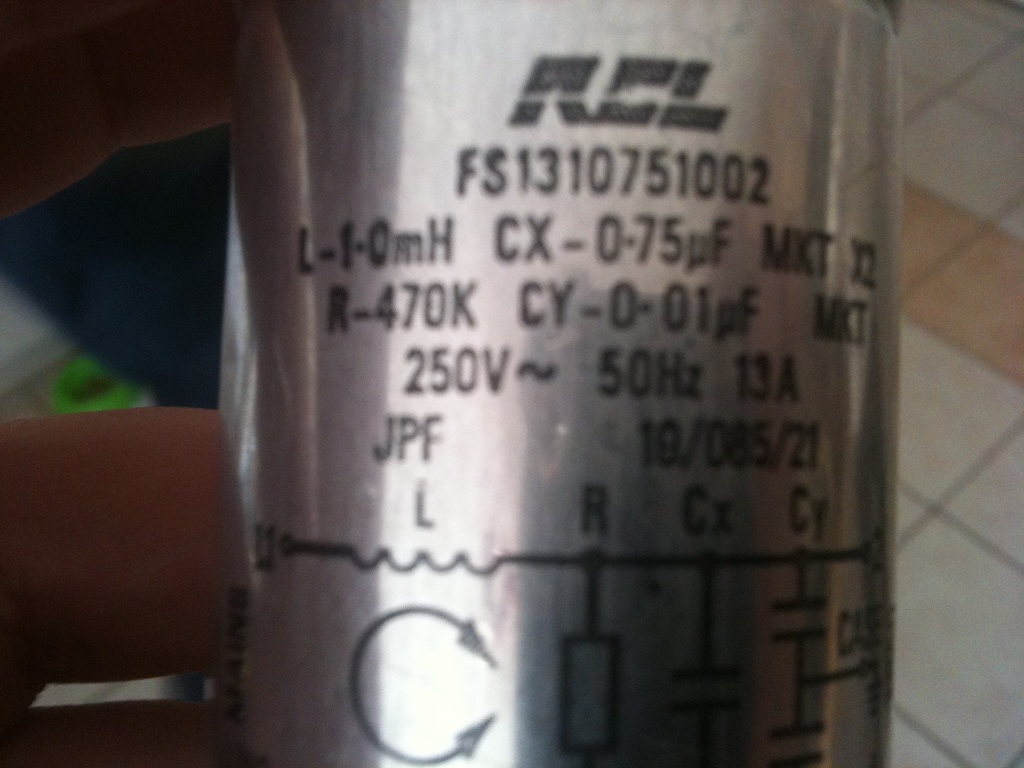 RFL
FS1310751002
L-1·0mH CX-0·75µF MKT X2
R-470K CY-0·01µF MKT
250V~ 50Hz 13A
JPF 19/085/21
L R Cx Cy